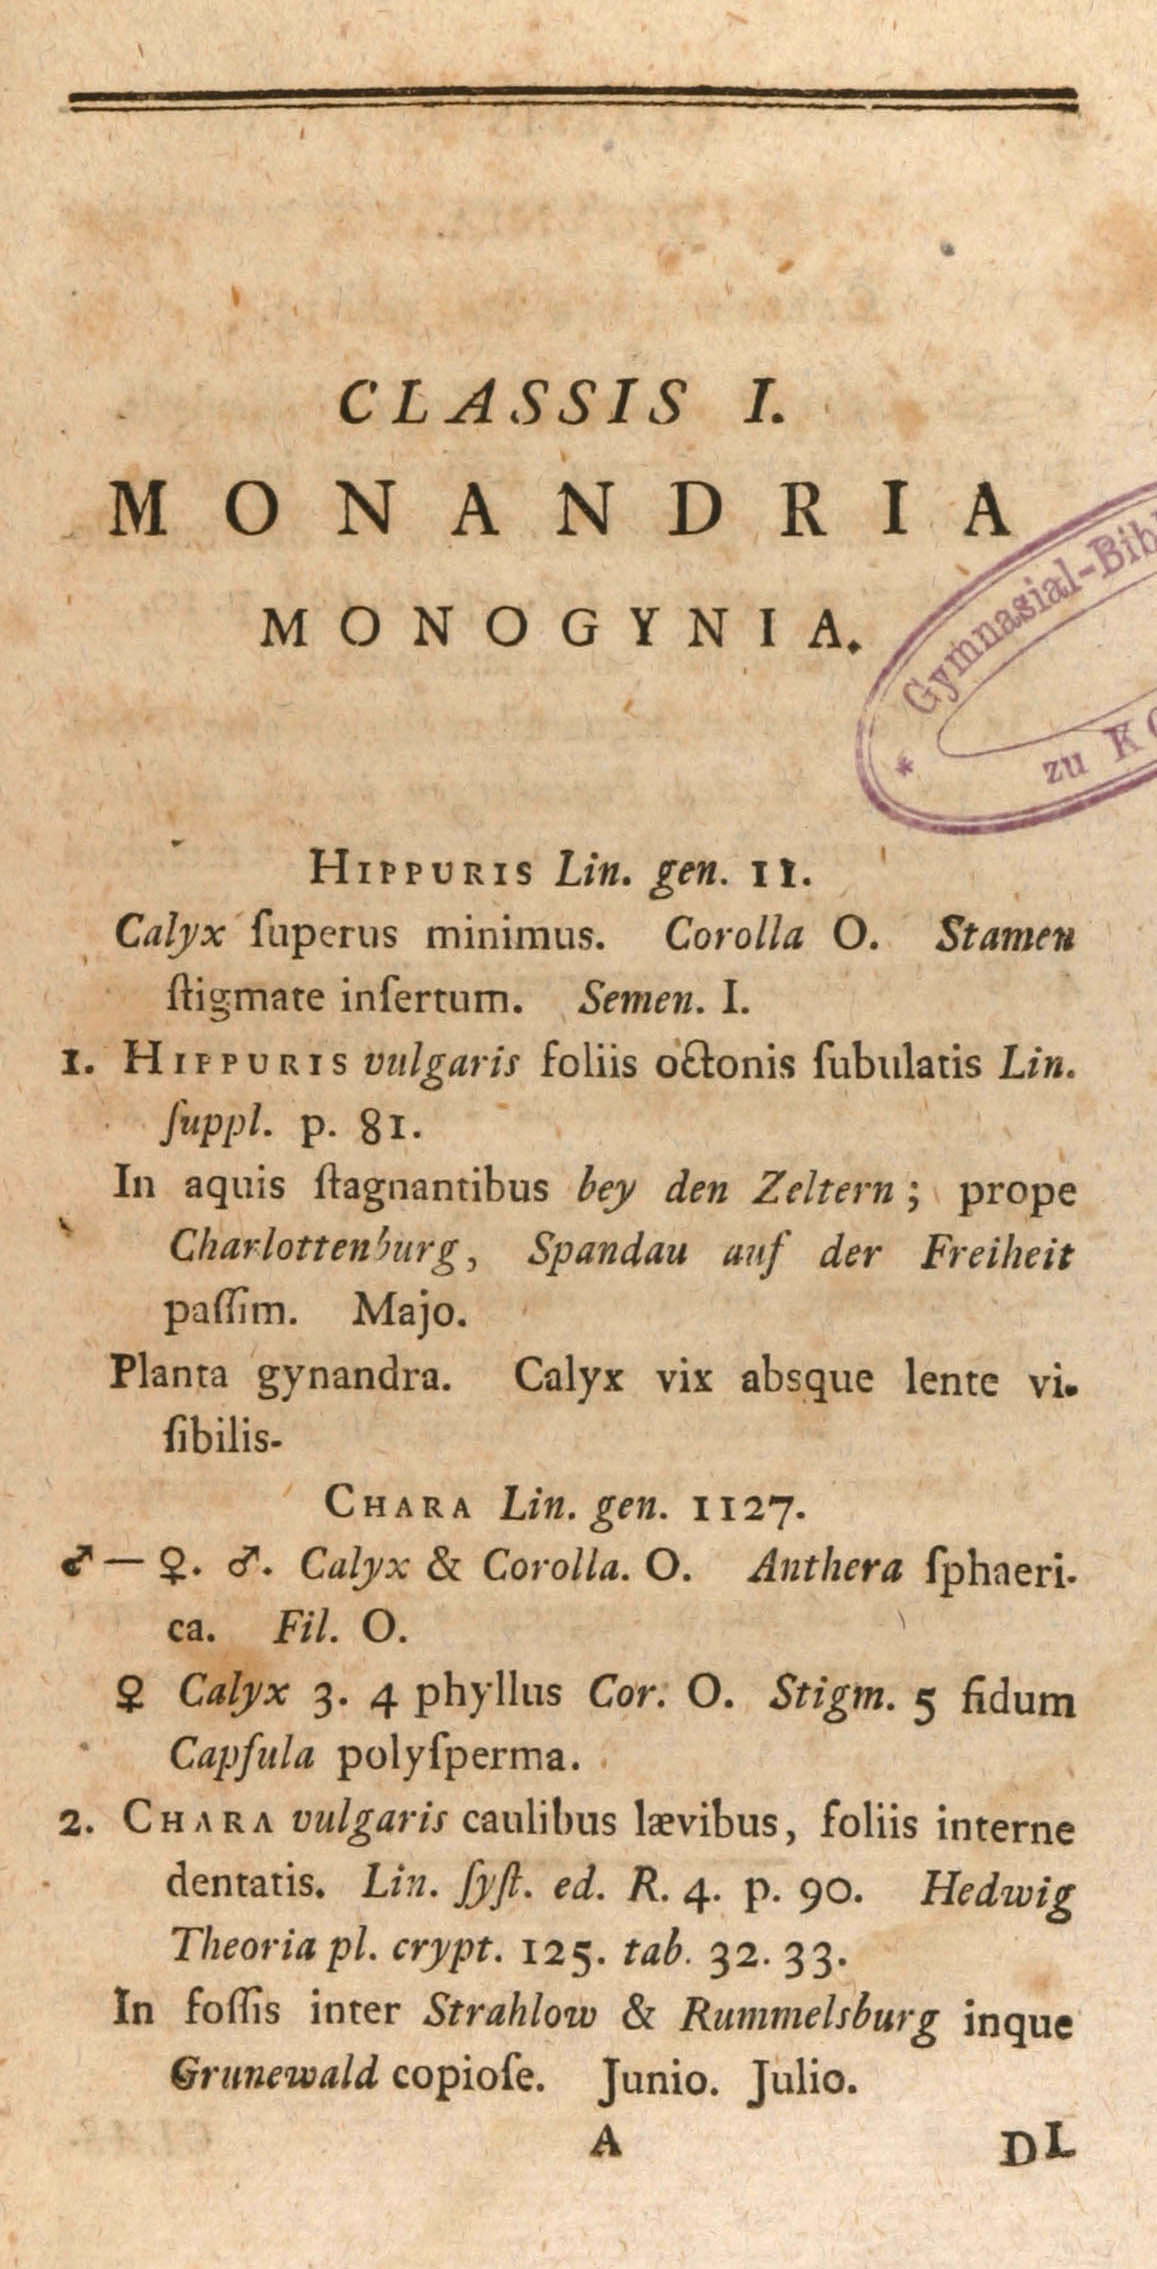 CLASSIS I.
MONANDRIA
MONOGYNIA.
Gymnasial-Bib
zu K
HIPPURIS Lin. gen. 11.
Calyx ſuperus minimus. Corolla O. Stamen
ſtigmate inſertum. Semen. I.
1. HIPPURIS vulgaris foliis octonis ſubulatis Lin.
ſuppl. p. 81.
In aquis ſtagnantibus bey den Zeltern; prope
Charlottenburg, Spandau auf der Freiheit
paſſim. Majo.
Planta gynandra. Calyx vix absque lente vi-
ſibilis-
CHARA Lin. gen. 1127.
♂ — ♀. ♂. Calyx & Corolla. O. Anthera ſphaeri-
ca. Fil. O.
♀ Calyx 3. 4 phyllus Cor. O. Stigm. 5 fidum
Capſula polyſperma.
2. CHARA vulgaris caulibus lævibus, foliis interne
dentatis. Lin. ſyſt. ed. R. 4. p. 90. Hedwig
Theoria pl. crypt. 125. tab. 32. 33.
In foſſis inter Strahlow & Rummelsburg inque
Grunewald copioſe. Junio. Julio.
A DI.